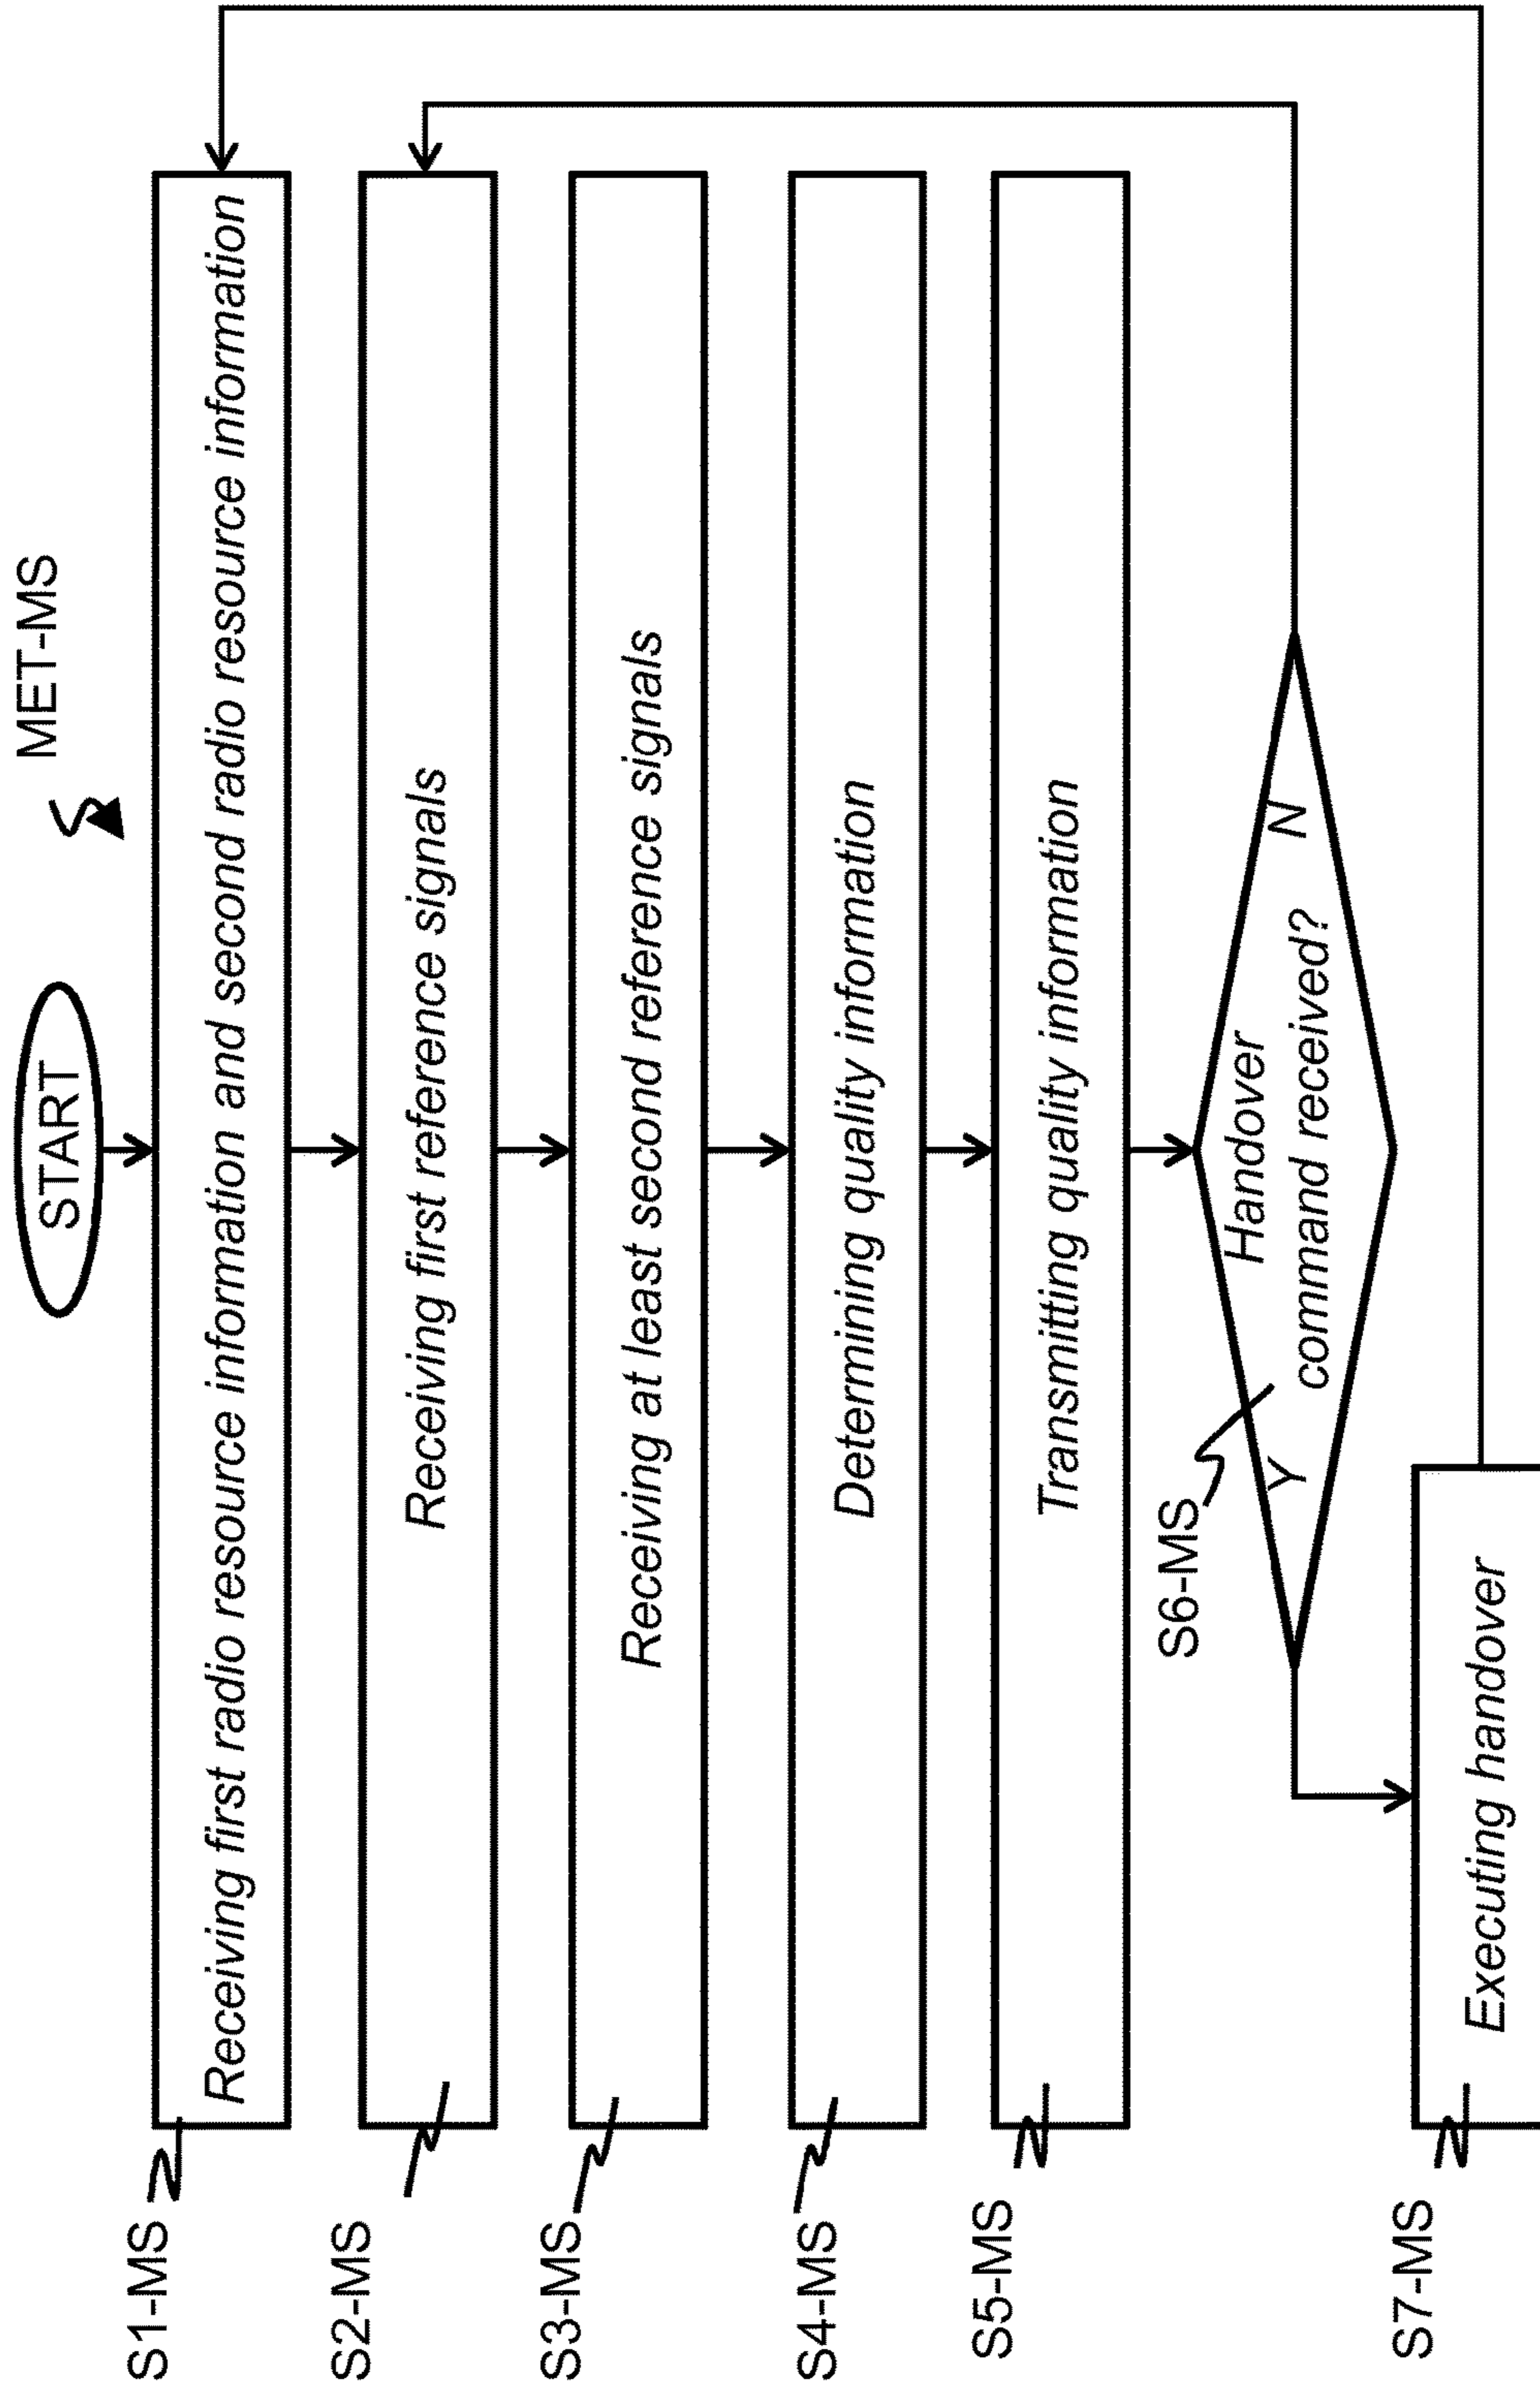 MET-MS
START
S1-MS
Receiving first radio resource information and second radio resource information
S2-MS
Receiving first reference signals
S3-MS
Receiving at least second reference signals
S4-MS
Determining quality information
S5-MS
Transmitting quality information
S6-MS
Handover
Y
N
command received?
S7-MS
Executing handover